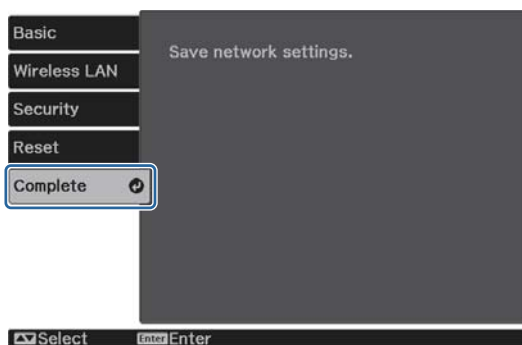 Basic
Wireless LAN
Security
Reset
Complete
Save network settings.
Select Enter Enter